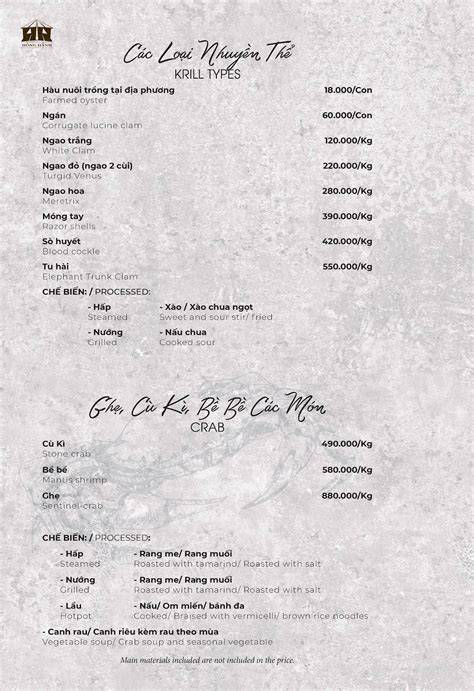 HỒNG HẠNH
Các Loại Nhuyễn Thể
KRILL TYPES
Hàu nuôi trồng tại địa phương 18.000/Con
Farmed oyster
Ngán 60.000/Con
Corrugate lucine clam
Ngao trắng 120.000/Kg
White Clam
Ngao đỏ (ngao 2 cùi) 220.000/Kg
Turgid Venus
Ngao hoa 280.000/Kg
Meretrix
Móng tay 390.000/Kg
Razor shells
Sò huyết 420.000/Kg
Blood cockle
Tu hài 550.000/Kg
Elephant Trunk Clam
CHẾ BIẾN: / PROCESSED:
- Hấp - Xào / Xào chua ngọt
Steamed Sweet and sour stir/ fried
- Nướng - Nấu chua
Grilled Cooked sour
Ghẹ, Cù Kì, Bề Bề Các Món
CRAB
Cù Kì 490.000/Kg
Stone crab
Bề bề 580.000/Kg
Mantis shrimp
Ghẹ 880.000/Kg
Sentinel-crab
CHẾ BIẾN: / PROCESSED:
- Hấp - Rang me/ Rang muối
Steamed Roasted with tamarind/ Roasted with salt
- Nướng - Rang me/ Rang muối
Grilled Roasted with tamarind/ Roasted with salt
- Lẩu - Nấu/ Om miến/ bánh đa
Hotpot Cooked/ Braised with vermicelli/ brown rice noodles
- Canh rau/ Canh riêu kèm rau theo mùa
Vegetable soup/ Crab soup and seasonal vegetable
Main materials included are not included in the price.